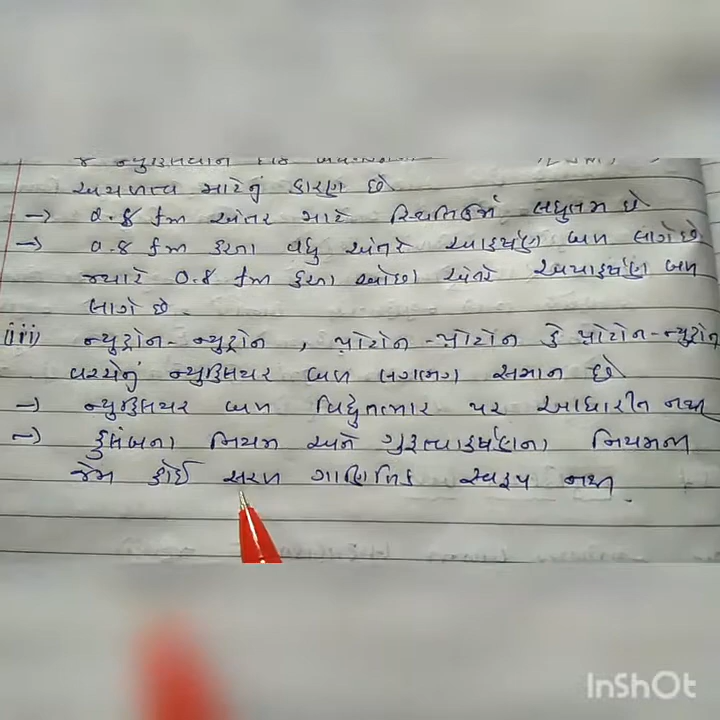 અચળતા માટેનું કારણ છે
→ 0.8 fm અંતર માટે સ્થિતિઊર્જા લઘુત્તમ છે
→ 0.8 fm કરતા વધુ અંતરે આકર્ષણ બળ લાગે છે
જ્યારે 0.8 fm કરતા ઓછા અંતરે અપાકર્ષણ બળ
લાગે છે.
iii) ન્યુટ્રોન-ન્યુટ્રોન, પ્રોટોન-પ્રોટોન કે પ્રોટોન-ન્યુટ્રોન
વચ્ચેનું ન્યુક્લિયર બળ લગભગ સમાન છે
→ ન્યુક્લિયર બળ વિદ્યુતભાર પર આધારીત નથી
→ કુલંબના નિયમ અને ગુરુત્વાકર્ષણના નિયમની
જેમ કોઈ સરળ ગાણિતિક સ્વરૂપ નથી.
InShOt